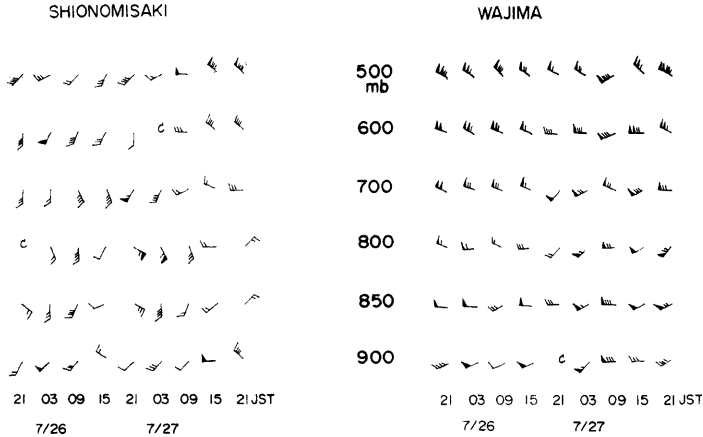 SHIONOMISAKI WAJIMA
500
mb
C 600
700
C 800
850
900 C
21 03 09 15 21 03 09 15 21 JST 21 03 09 15 21 03 09 15 21 JST
7/26 7/27 7/26 7/27